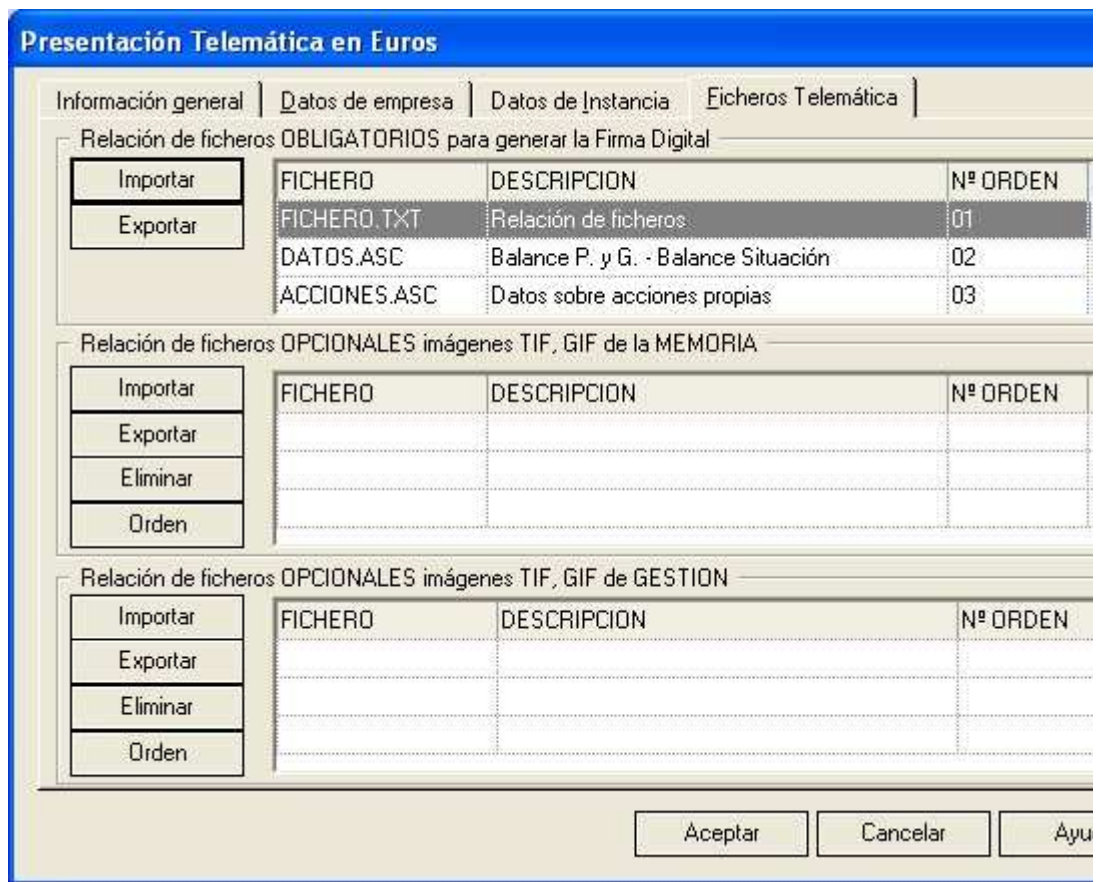 Presentación Telemática en Euros
Información general Datos de empresa Datos de Instancia Ficheros Telemática
Relación de ficheros OBLIGATORIOS para generar la Firma Digital
Importar FICHERO DESCRIPCION Nº ORDEN
Exportar FICHERO.TXT Relación de ficheros 01
DATOS.ASC Balance P. y G. - Balance Situación 02
ACCIONES.ASC Datos sobre acciones propias 03
Relación de ficheros OPCIONALES imágenes TIF, GIF de la MEMORIA
Importar FICHERO DESCRIPCION Nº ORDEN
Exportar
Eliminar
Orden
Relación de ficheros OPCIONALES imágenes TIF, GIF de GESTION
Importar FICHERO DESCRIPCION Nº ORDEN
Exportar
Eliminar
Orden
Aceptar Cancelar Ayu